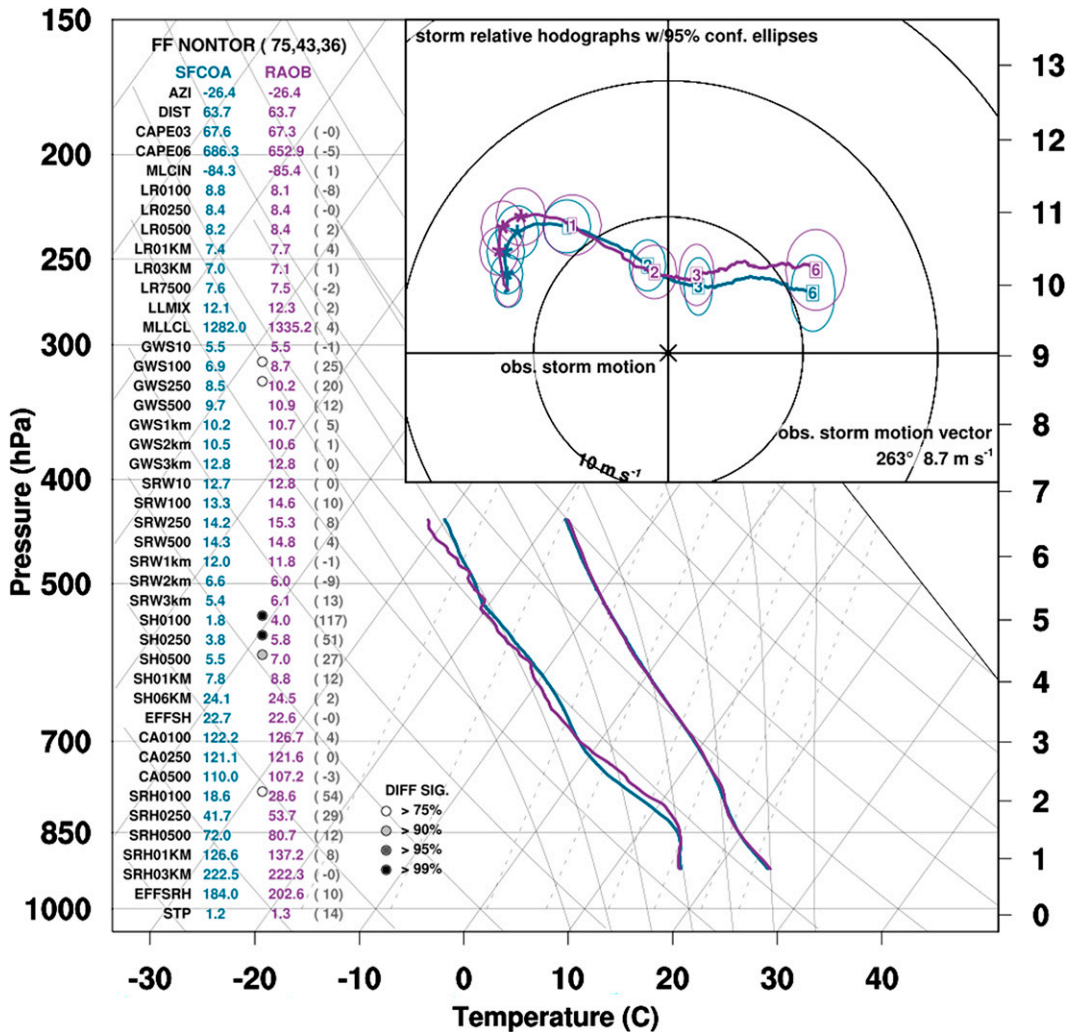 FF NONTOR ( 75,43,36)
SFCOA RAOB
AZI -26.4 -26.4
DIST 63.7 63.7
CAPE03 67.6 67.3 ( -0)
CAPE06 686.3 652.9 ( -5)
MLCIN -84.3 -85.4 ( 1)
LR0100 8.8 8.1 ( -8)
LR0250 8.4 8.4 ( -0)
LR0500 8.2 8.4 ( 2)
LR01KM 7.4 7.7 ( 4)
LR03KM 7.0 7.1 ( 1)
LR7500 7.6 7.5 ( -2)
LLMIX 12.1 12.3 ( 2)
MLLCL 1282.0 1335.2 ( 4)
GWS10 5.5 5.5 ( -1)
GWS100 6.9 8.7 ( 25)
GWS250 8.5 10.2 ( 20)
GWS500 9.7 10.9 ( 12)
GWS1km 10.2 10.7 ( 5)
GWS2km 10.5 10.6 ( 1)
GWS3km 12.8 12.8 ( 0)
SRW10 12.7 12.8 ( 0)
SRW100 13.3 14.6 ( 10)
SRW250 14.2 15.3 ( 8)
SRW500 14.3 14.8 ( 4)
SRW1km 12.0 11.8 ( -1)
SRW2km 6.6 6.0 ( -9)
SRW3km 5.4 6.1 ( 13)
SH0100 1.8 4.0 ( 117)
SH0250 3.8 5.8 ( 51)
SH0500 5.5 7.0 ( 27)
SH01KM 7.8 8.8 ( 12)
SH06KM 24.1 24.5 ( 2)
EFFSH 22.7 22.6 ( -0)
CA0100 122.2 126.7 ( 4)
CA0250 121.1 121.6 ( 0)
CA0500 110.0 107.2 ( -3)
SRH0100 18.6 28.6 ( 54)
SRH0250 41.7 53.7 ( 29)
SRH0500 72.0 80.7 ( 12)
SRH01KM 126.6 137.2 ( 8)
SRH03KM 222.5 222.3 ( -0)
EFFSRH 184.0 202.6 ( 10)
STP 1.2 1.3 ( 14)
storm relative hodographs w/95% conf. ellipses
1 1
2
2
3
3
6
6
obs. storm motion
obs. storm motion vector
263° 8.7 m s⁻¹
10 m s⁻¹
DIFF SIG.
> 75%
> 90%
> 95%
> 99%
Pressure (hPa)
150
200
250
300
400
500
700
850
1000
13
12
11
10
9
8
7
6
5
4
3
2
1
0
-30 -20 -10 0 10 20 30 40
Temperature (C)